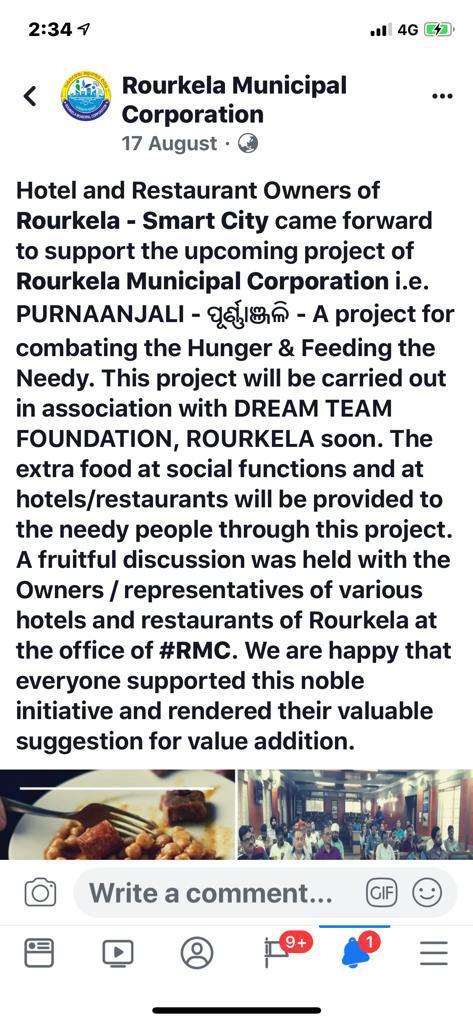 2:34
4G
Rourkela Municipal
Corporation
17 August ·
Hotel and Restaurant Owners of
Rourkela - Smart City came forward
to support the upcoming project of
Rourkela Municipal Corporation i.e.
PURNAANJALI - ପୂର୍ଣ୍ଣାଞ୍ଜଳି - A project for
combating the Hunger & Feeding the
Needy. This project will be carried out
in association with DREAM TEAM
FOUNDATION, ROURKELA soon. The
extra food at social functions and at
hotels/restaurants will be provided to
the needy people through this project.
A fruitful discussion was held with the
Owners / representatives of various
hotels and restaurants of Rourkela at
the office of #RMC. We are happy that
everyone supported this noble
initiative and rendered their valuable
suggestion for value addition.
Write a comment...
GIF
9+
1